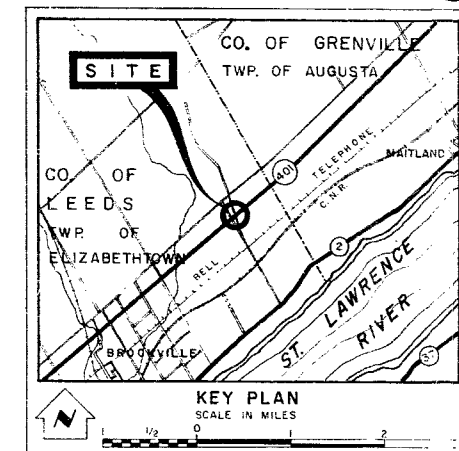 CO. OF GRENVILLE
TWP. OF AUGUSTA
SITE
401
TELEPHONE
MAITLAND
C.N.R.
CO. OF
LEEDS
TWP. OF
ELIZABETHTOWN
BELL
2
ST. LAWRENCE
RIVER
BROCKVILLE
37
N
KEY PLAN
SCALE IN MILES
1 1/2 0 1 2